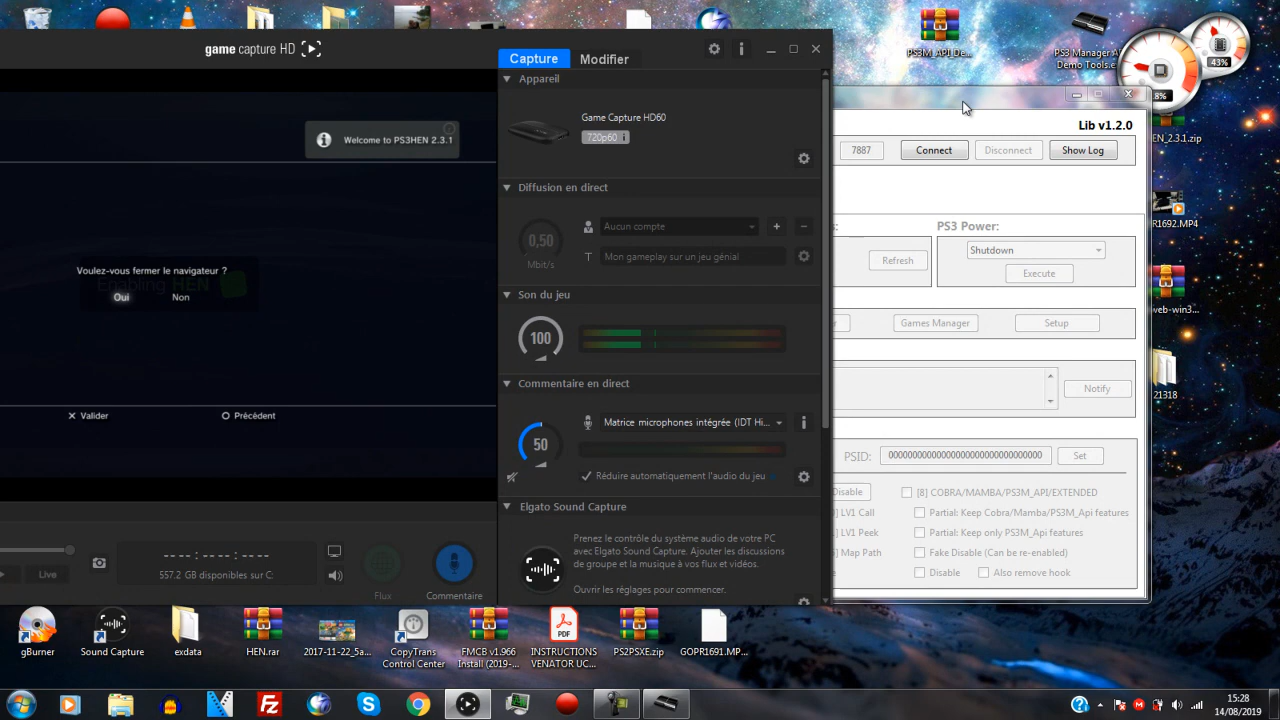 game capture HD
Capture
Modifier
Appareil
Game Capture HD60
720p60
Diffusion en direct
0,50
Mbit/s
Aucun compte
Mon gameplay sur un jeu génial
Son du jeu
100
Commentaire en direct
50
Matrice microphones intégrée (IDT Hi...
Réduire automatiquement l'audio du jeu
Elgato Sound Capture
Prenez le contrôle du système audio de votre PC
avec Elgato Sound Capture. Ajouter les discussions
de groupe et la musique à vos flux et vidéos.
Ouvrir les réglages pour commencer.
Welcome to PS3HEN 2.3.1
Voulez-vous fermer le navigateur ?
Enabling HEN
Oui
Non
Valider
Précédent
Live
-- -- : -- -- : -- --
557.2 GB disponibles sur C:
Flux
Commentaire
PS3M_API De...
PS3 Manager A
Demo Tools.e
43%
8%
Lib v1.2.0
7887
Connect
Disconnect
Show Log
PS3 Power:
Shutdown
Refresh
Execute
Games Manager
Setup
Notify
PSID:
00000000000000000000000000000000
Set
Disable
[8] COBRA/MAMBA/PS3M_API/EXTENDED
LV1 Call
Partial: Keep Cobra/Mamba/PS3M_Api features
LV1 Peek
Partial: Keep only PS3M_Api features
Map Path
Fake Disable (Can be re-enabled)
Disable
Also remove hook
HEN_2.3.1.zip
R1692.MP4
web-win3...
21318
gBurner
Sound Capture
exdata
HEN.rar
2017-11-22_5a...
CopyTrans
Control Center
FMCB v1.966
Install (2019-...
INSTRUCTIONS
VENATOR UC...
PS2PSXE.zip
GOPR1691.MP...
15:28
14/08/2019